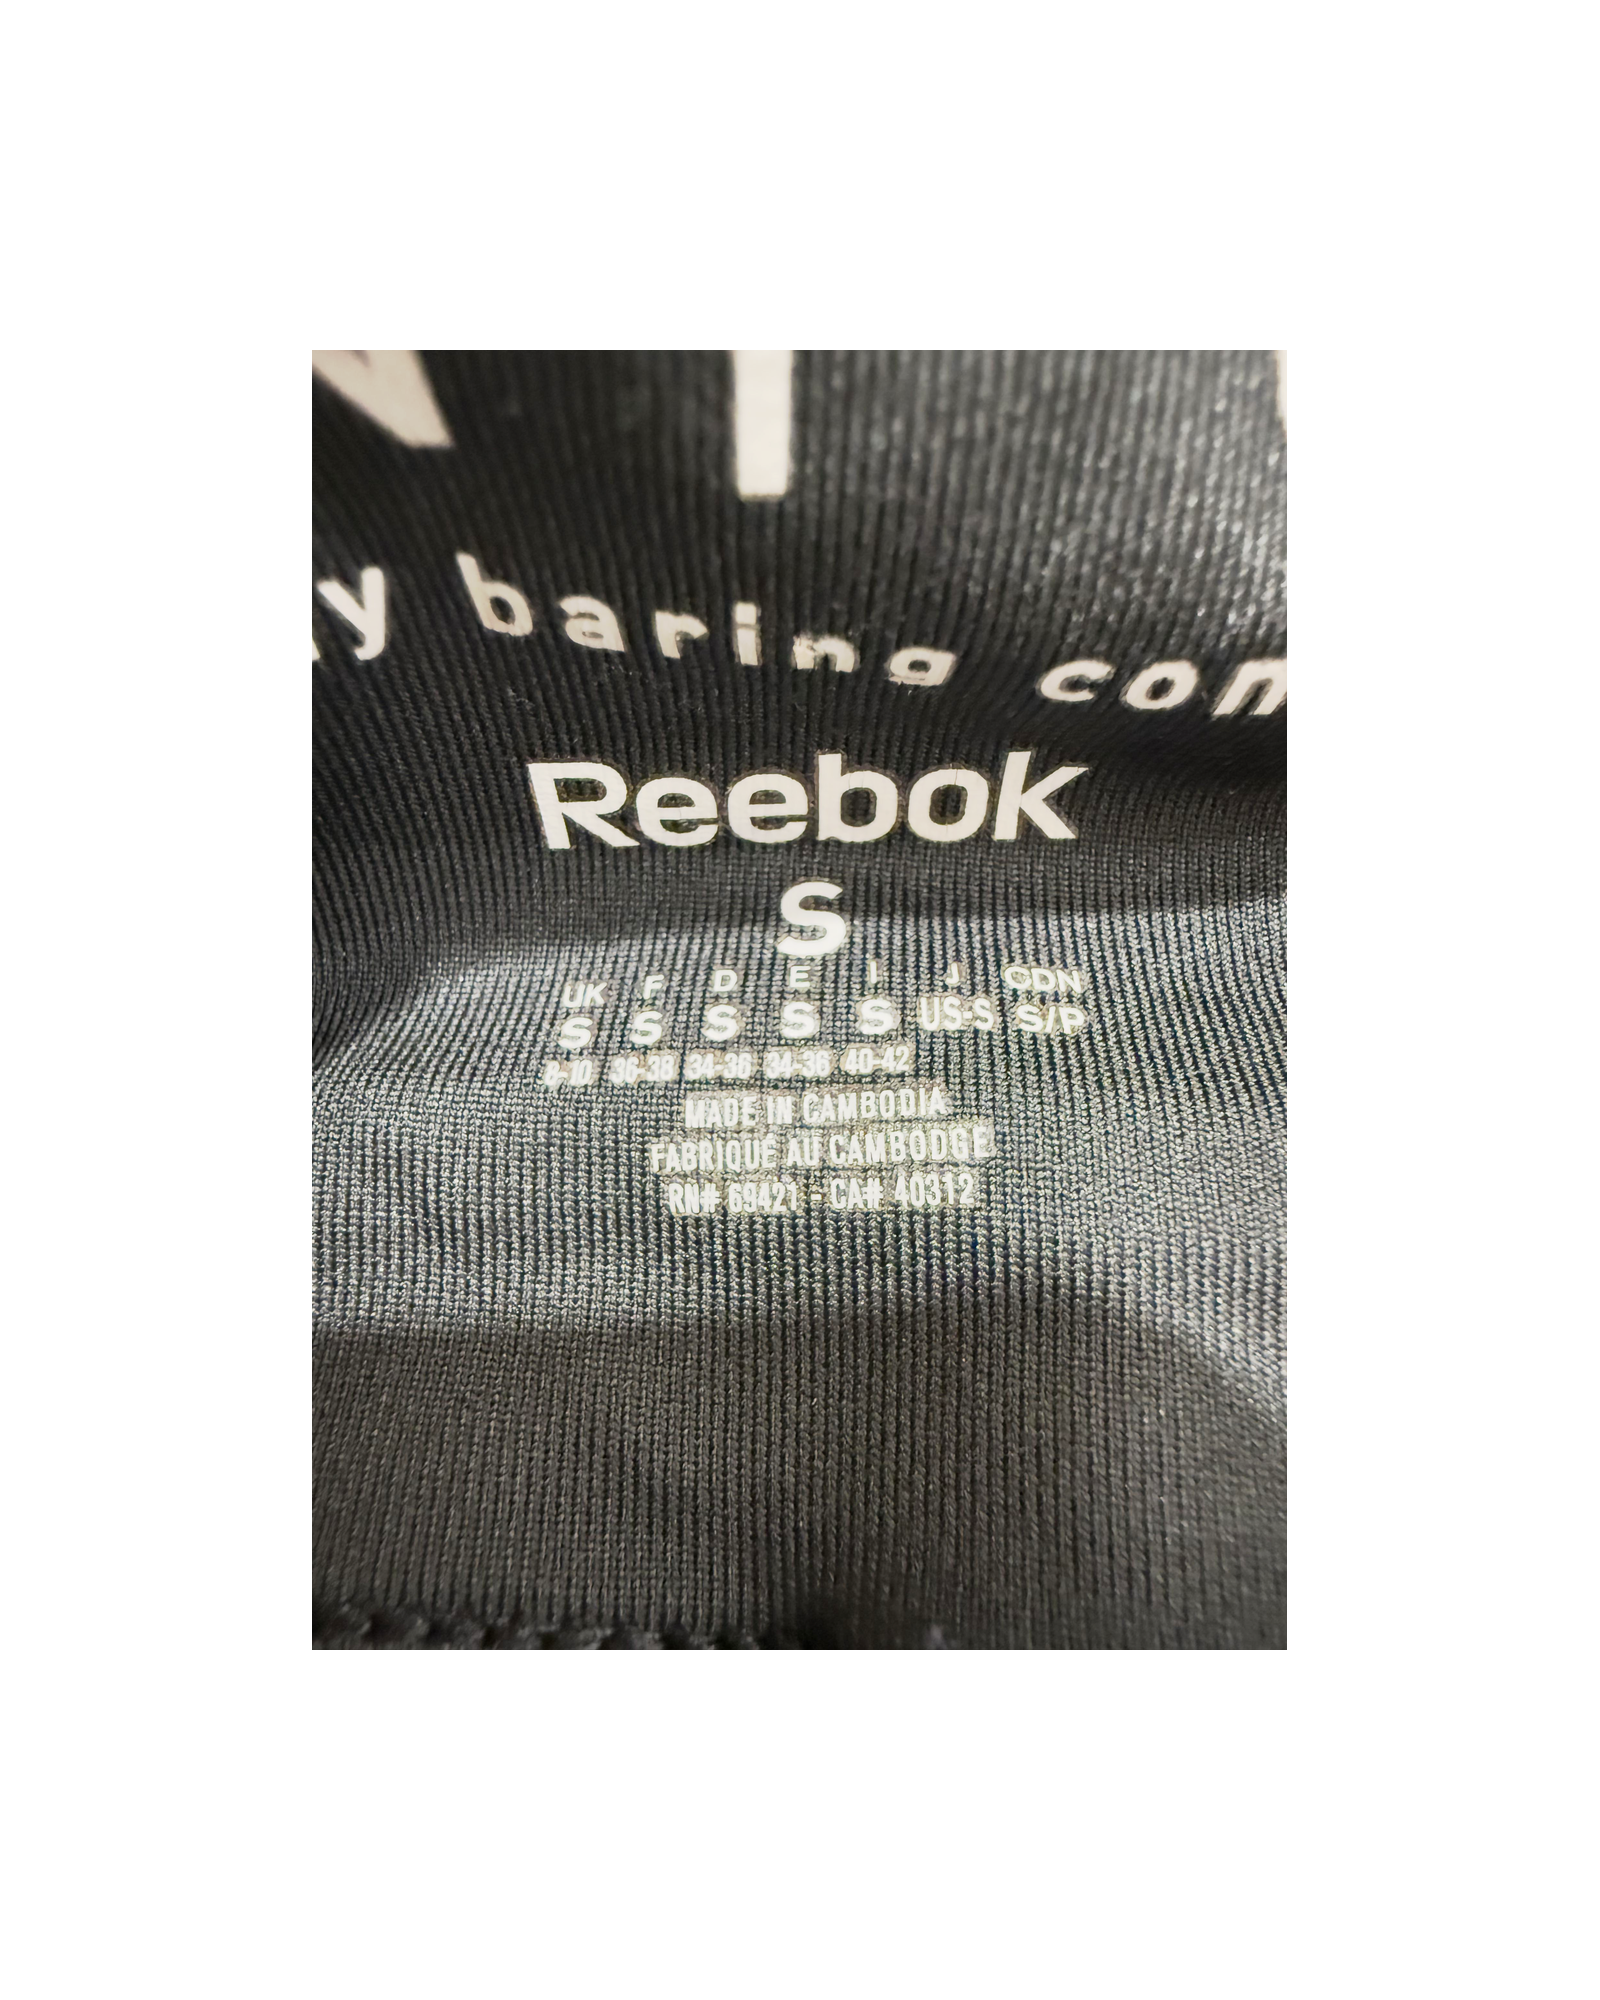 baring
Reebok
S
UK F D E I J CDN
S S S S S US-S S/P
8-10 36-38 34-36 34-36 40-42
MADE IN CAMBODIA
FABRIQUÉ AU CAMBODGE
RN# 69421 - CA# 40312